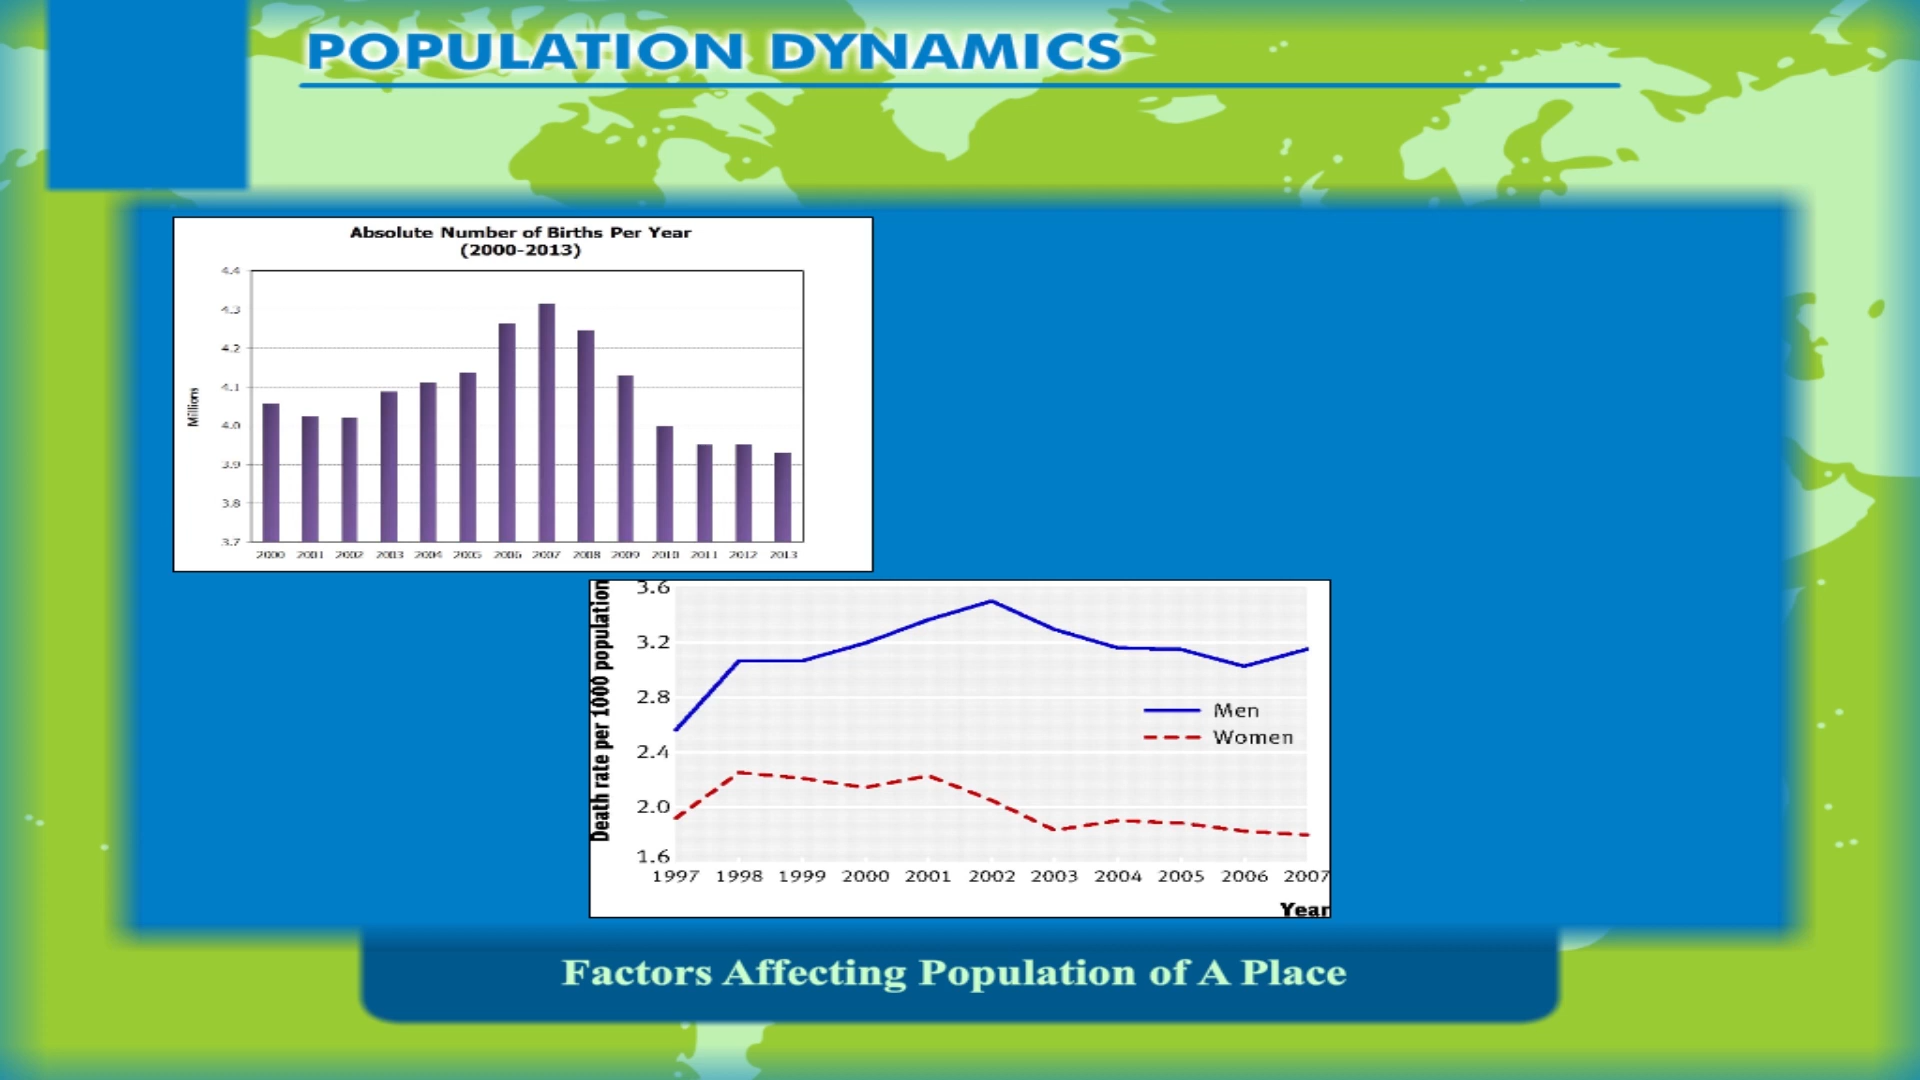 POPULATION DYNAMICS
Absolute Number of Births Per Year
(2000-2013)
4.4
4.3
4.2
4.1
4.0
3.9
3.8
3.7
Millions
2000 2001 2002 2003 2004 2005 2006 2007 2008 2009 2010 2011 2012 2013
Death rate per 1000 population
3.6
3.2
2.8
2.4
2.0
1.6
Men
Women
1997 1998 1999 2000 2001 2002 2003 2004 2005 2006 2007
Year
Factors Affecting Population of A Place